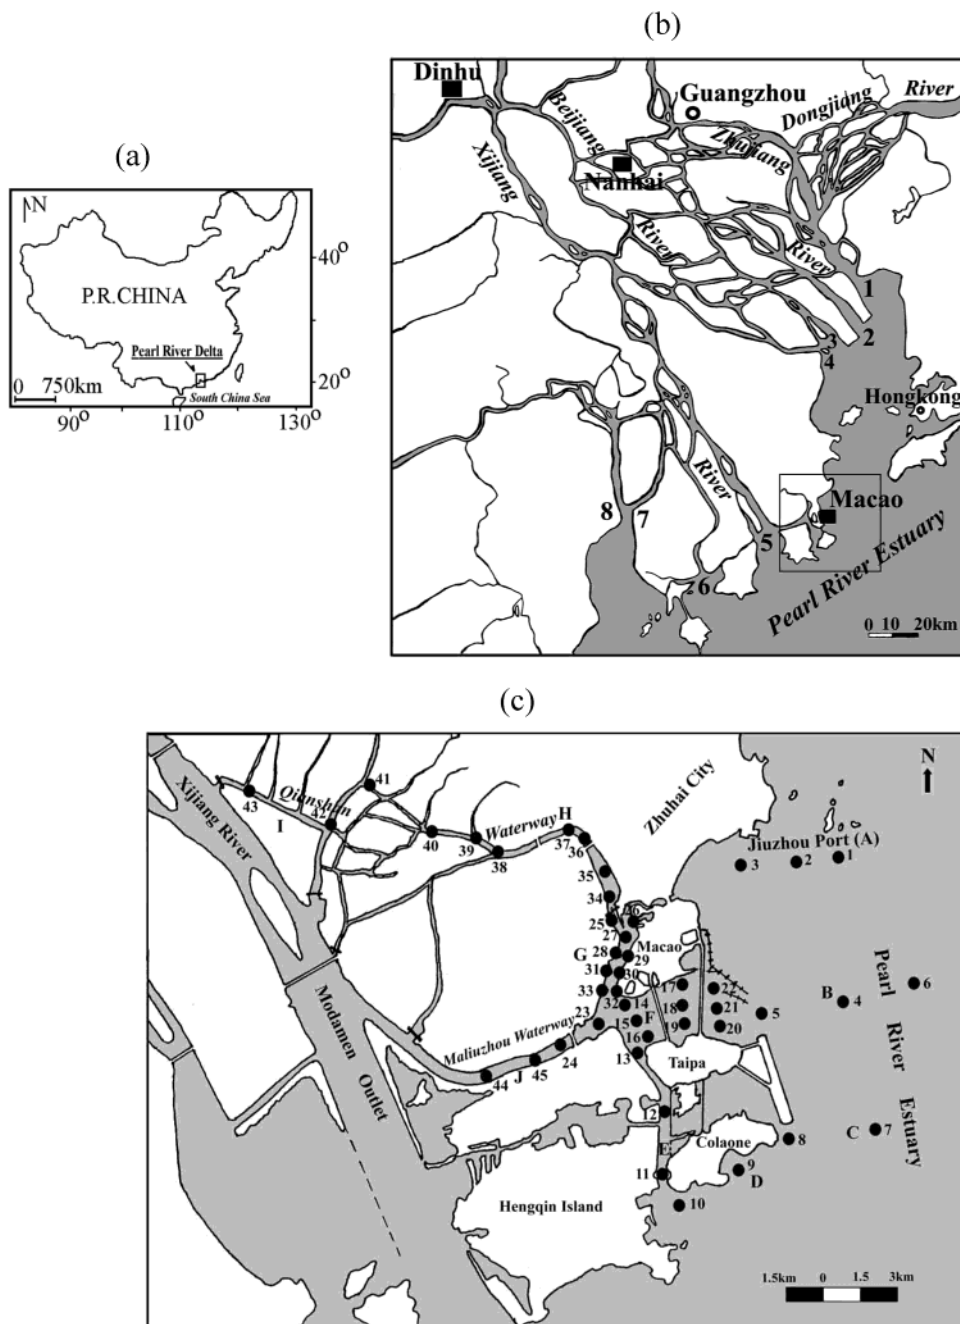 (a)
N
40º
P.R.CHINA
Pearl River Delta
0 750km
20º
South China Sea
90º 110º 130º
(b)
Dinhu
Guangzhou
Dongjiang River
Beijiang
Zhujiang
Nanhai
Xijiang
River
River
1
2
3
4
Hongkong
River
Macao
8 7
5
6
Pearl River Estuary
0 10 20km
(c)
N
Zhuhai City
Xijiang River
Qianshan
Waterway
41
43
42
I
H
40
39
38
37
36
Jiuzhou Port (A)
3 2 1
35
34
25
26
27
28
29
G
Macao
31
30
33
32
14
17
22
18
21
15
F
19
20
16
5
B 4
6
23
13
Pearl River Estuary
Maliuzhou Waterway
24
45
44
J
Modamen Outlet
Taipa
12
E
Colaone
8
C 7
11
9
D
10
Hengqin Island
1.5km 0 1.5 3km